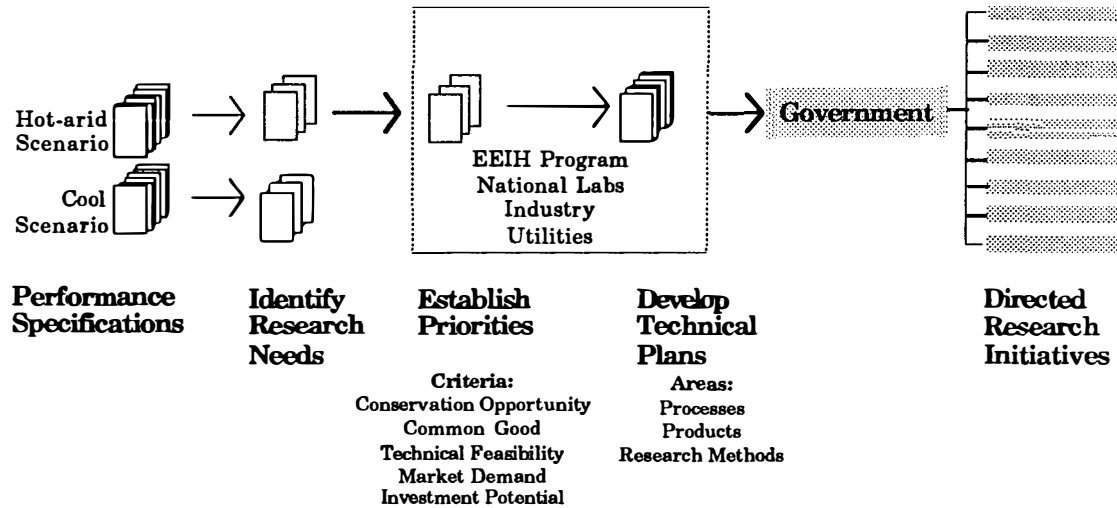 Hot-arid
Scenario
Cool
Scenario
EEIH Program
National Labs
Industry
Utilities
Government
Performance
Specifications
Identify
Research
Needs
Establish
Priorities
Criteria:
Conservation Opportunity
Common Good
Technical Feasibility
Market Demand
Investment Potential
Develop
Technical
Plans
Areas:
Processes
Products
Research Methods
Directed
Research
Initiatives